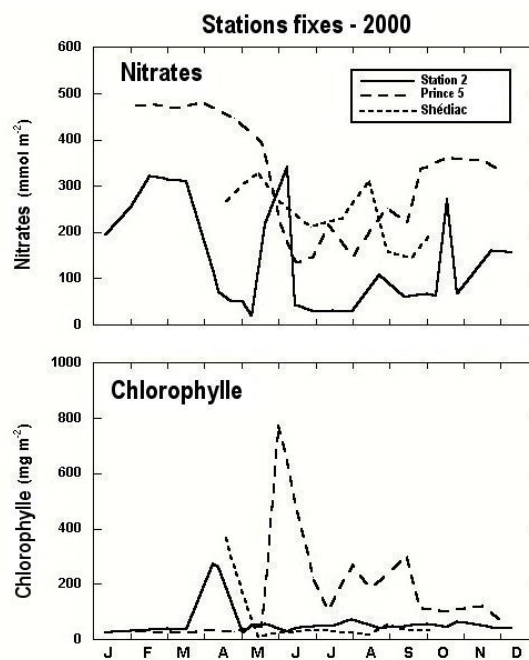 Stations fixes - 2000
Nitrates
Station 2
Prince 5
Shédiac
Nitrates (mmol m-2)
600
500
400
300
200
100
0
Chlorophylle
Chlorophylle (mg m-2)
1000
800
600
400
200
0
J F M A M J J A S O N D